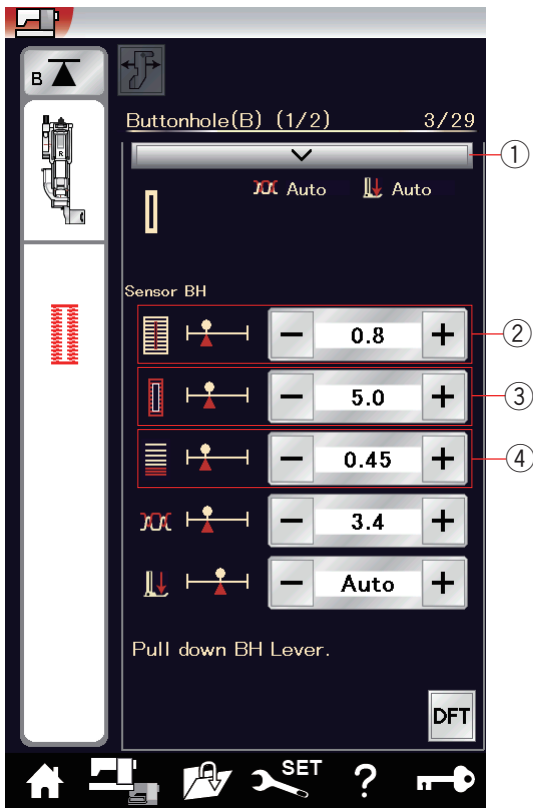 B
Buttonhole(B) (1/2) 3/29
①
Auto Auto
R
Sensor BH
− 0.8 + ②
− 5.0 + ③
− 0.45 + ④
− 3.4 +
− Auto +
Pull down BH Lever.
DFT
SET ?